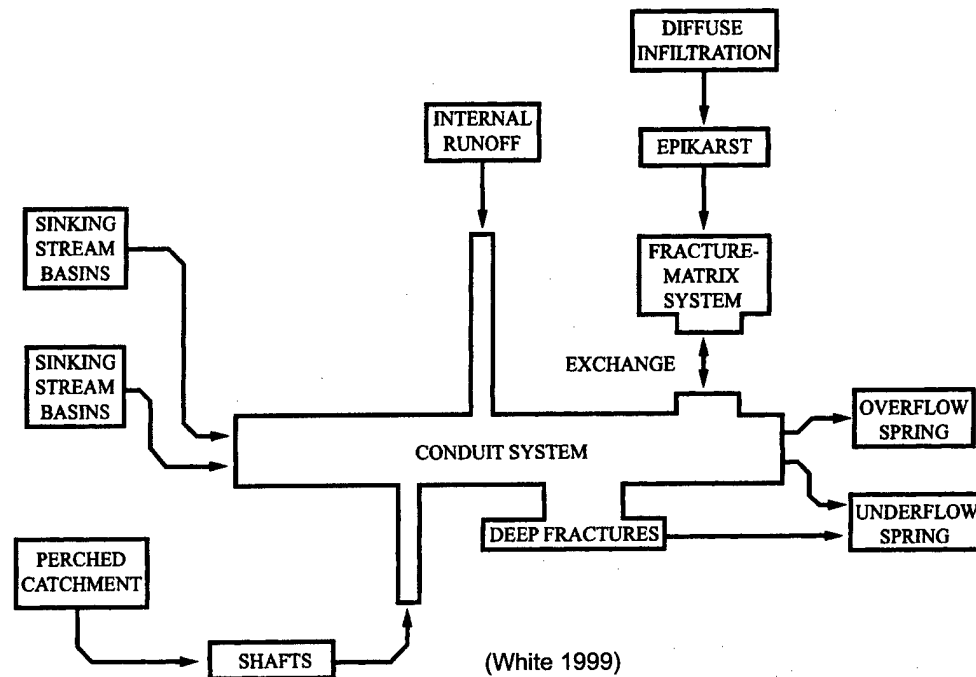 DIFFUSE
INFILTRATION
INTERNAL
RUNOFF
EPIKARST
SINKING
STREAM
BASINS
FRACTURE-
MATRIX
SYSTEM
SINKING
STREAM
BASINS
EXCHANGE
CONDUIT SYSTEM
OVERFLOW
SPRING
DEEP FRACTURES
UNDERFLOW
SPRING
PERCHED
CATCHMENT
SHAFTS
(White 1999)